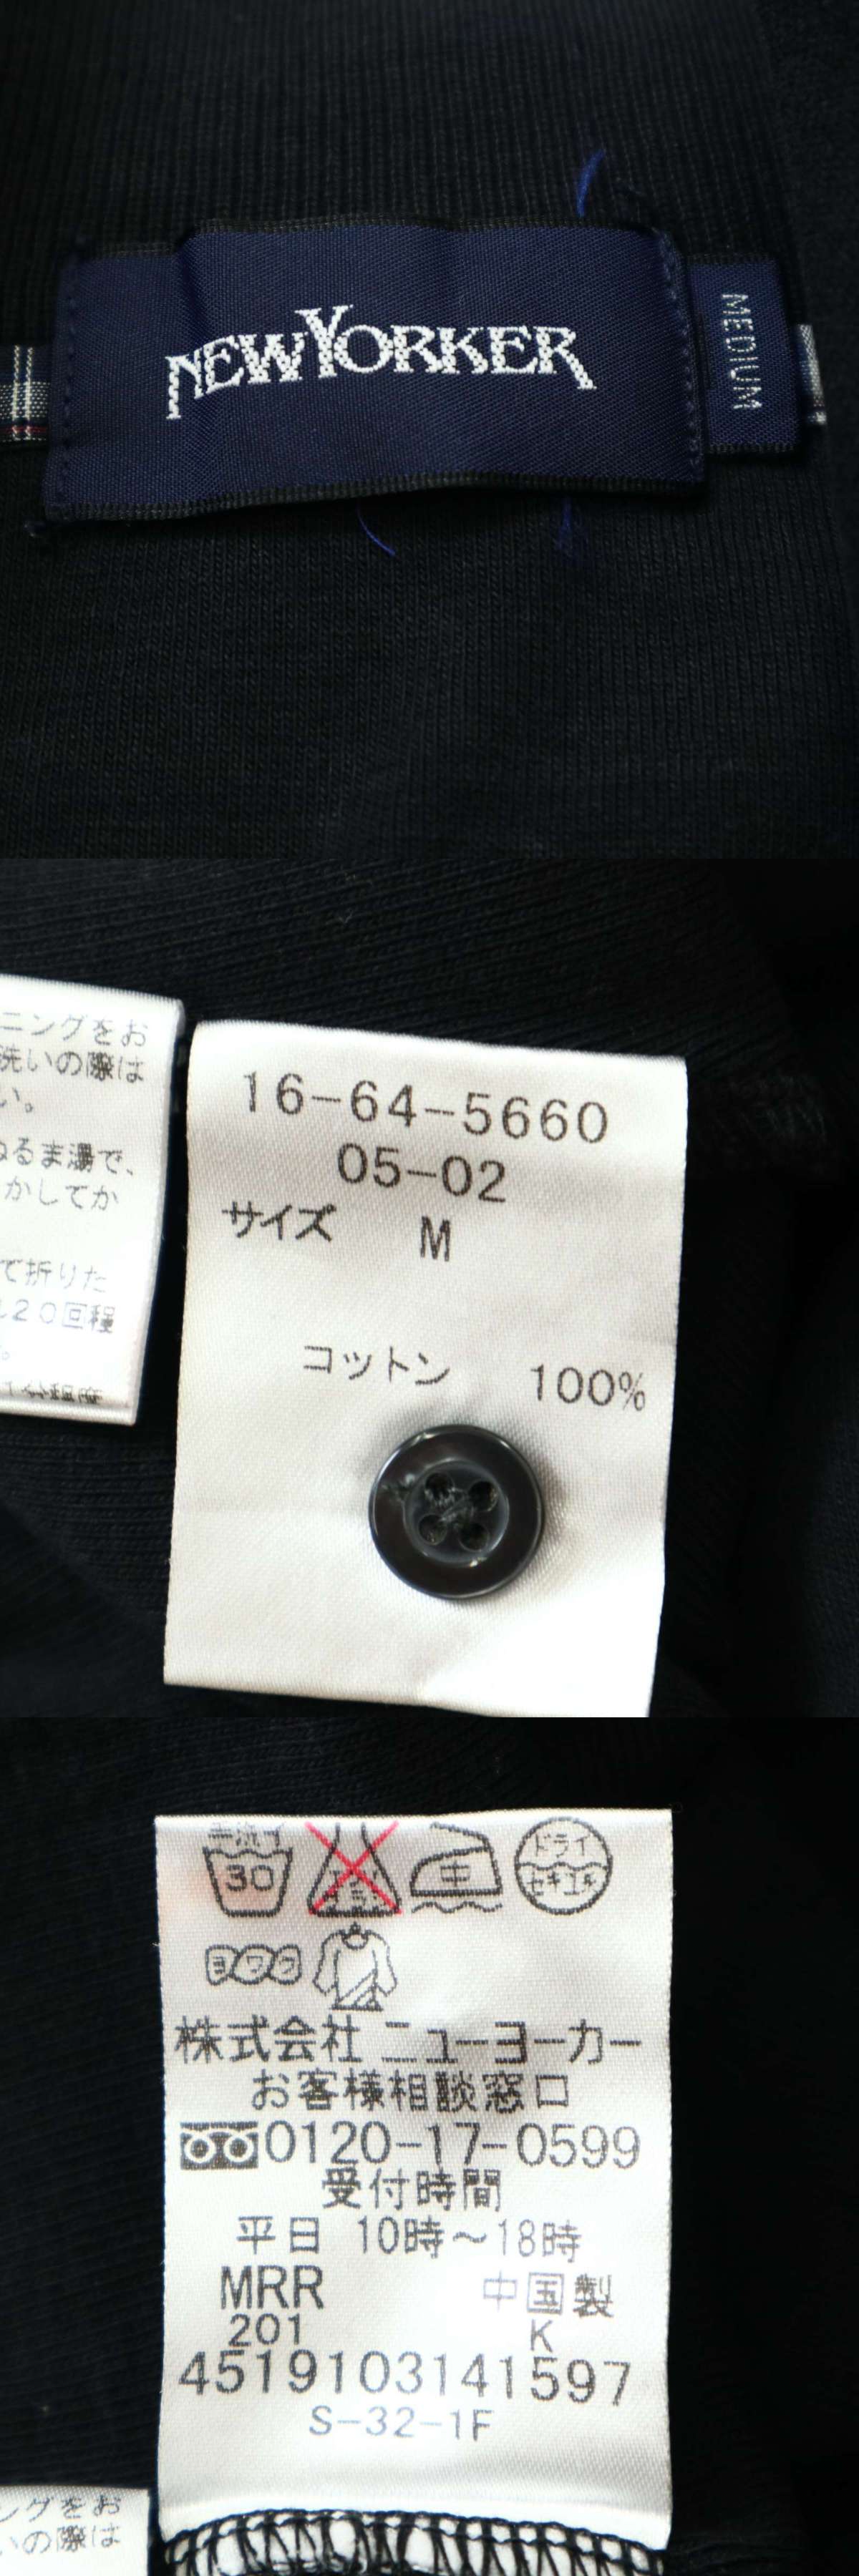 NEWYORKER
MEDIUM
ニングをお
洗いの際は
い。
ぬるま湯で、
かしてか
で折りた
20回程
16-64-5660
05-02
サイズ M
コットン 100%
手洗イ
30
中
ドライ
セキユ系
ヨワク
株式会社 ニューヨーカー
お客様相談窓口
0120-17-0599
受付時間
平日 10時～18時
MRR 中国製
201 K
4519103141597
S-32-1F
ングをお
いの際は